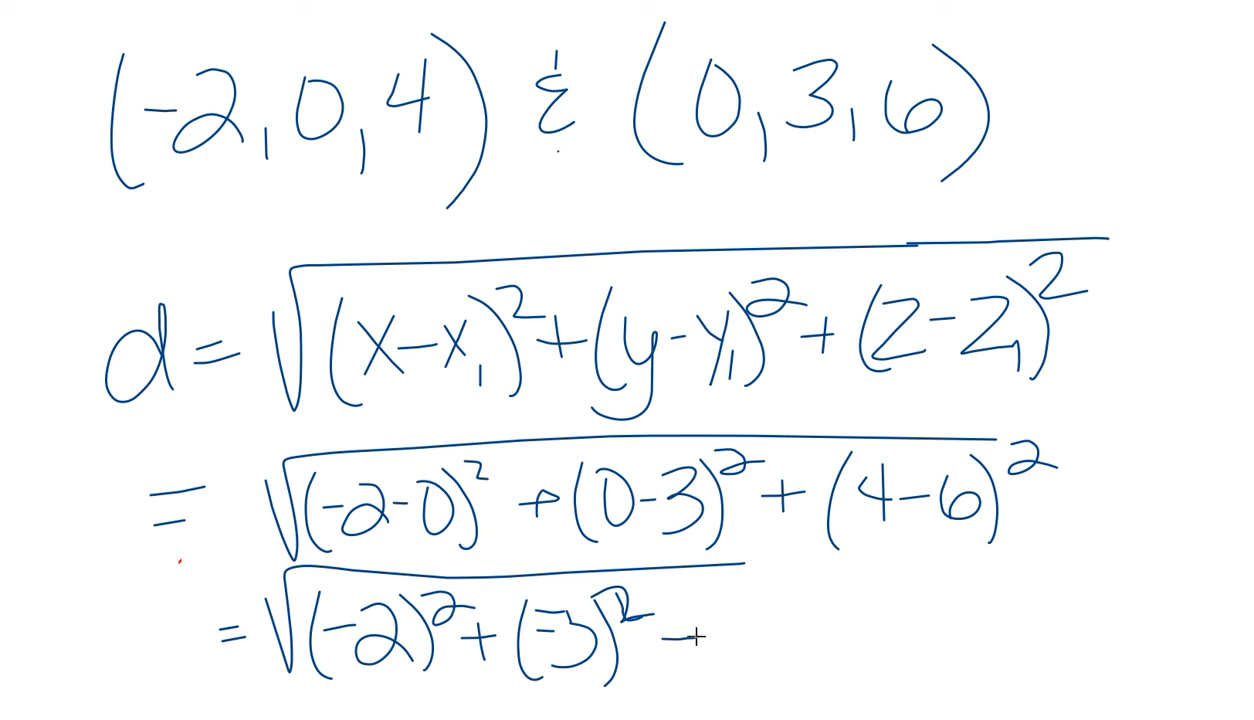 (-2, 0, 4) & (0, 3, 6)
d = √(x-x₁)² + (y-y₁)² + (z-z₁)²
= √(-2-0)² + (0-3)² + (4-6)²
= √(-2)² + (-3)² -